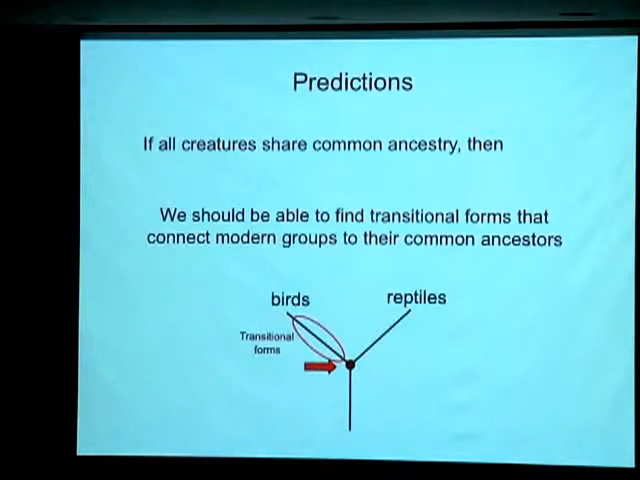 Predictions
If all creatures share common ancestry, then
We should be able to find transitional forms that
connect modern groups to their common ancestors
birds
reptiles
Transitional
forms